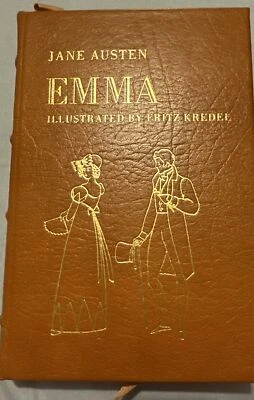 JANE AUSTEN
EMMA
ILLUSTRATED BY FRITZ KREDEL